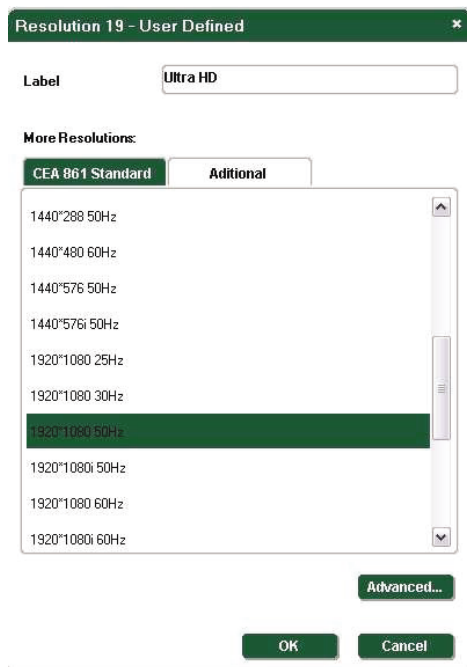 Resolution 19 - User Defined ×
Label Ultra HD
More Resolutions:
CEA 861 Standard Aditional
1440*288 50Hz
1440*480 60Hz
1440*576 50Hz
1440*576i 50Hz
1920*1080 25Hz
1920*1080 30Hz
1920*1080 50Hz
1920*1080i 50Hz
1920*1080 60Hz
1920*1080i 60Hz
Advanced...
OK Cancel